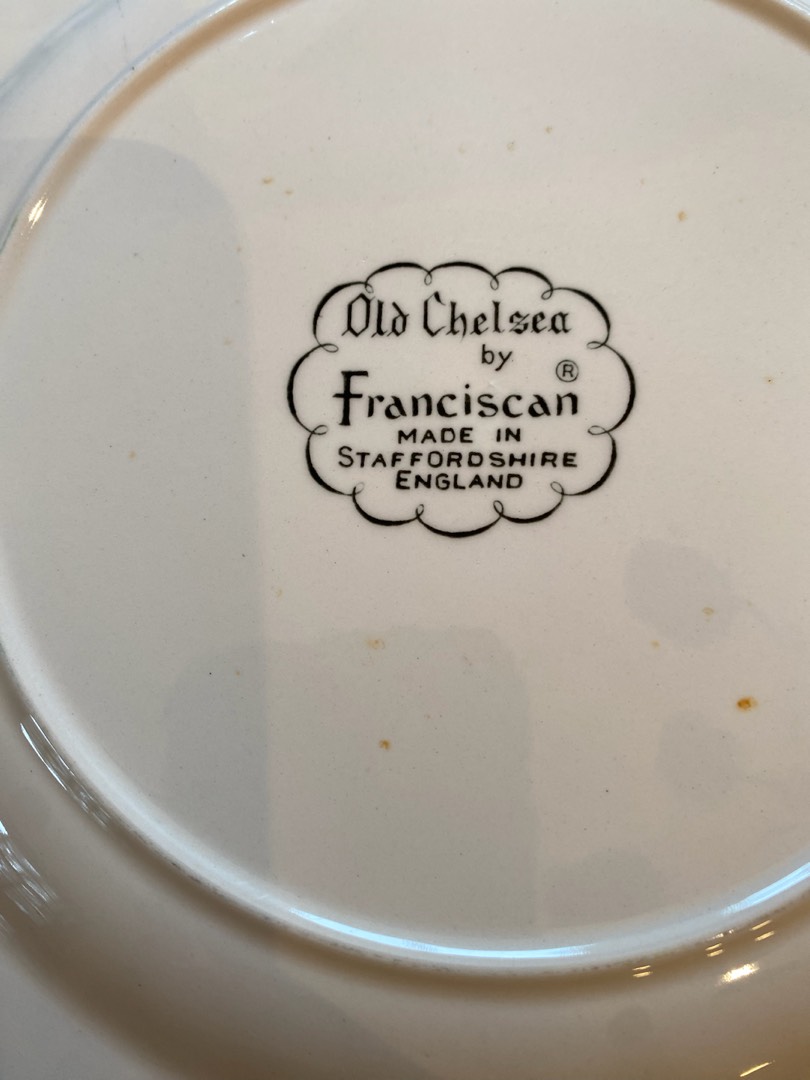 Old Chelsea
by
Franciscan ®
MADE IN
STAFFORDSHIRE
ENGLAND